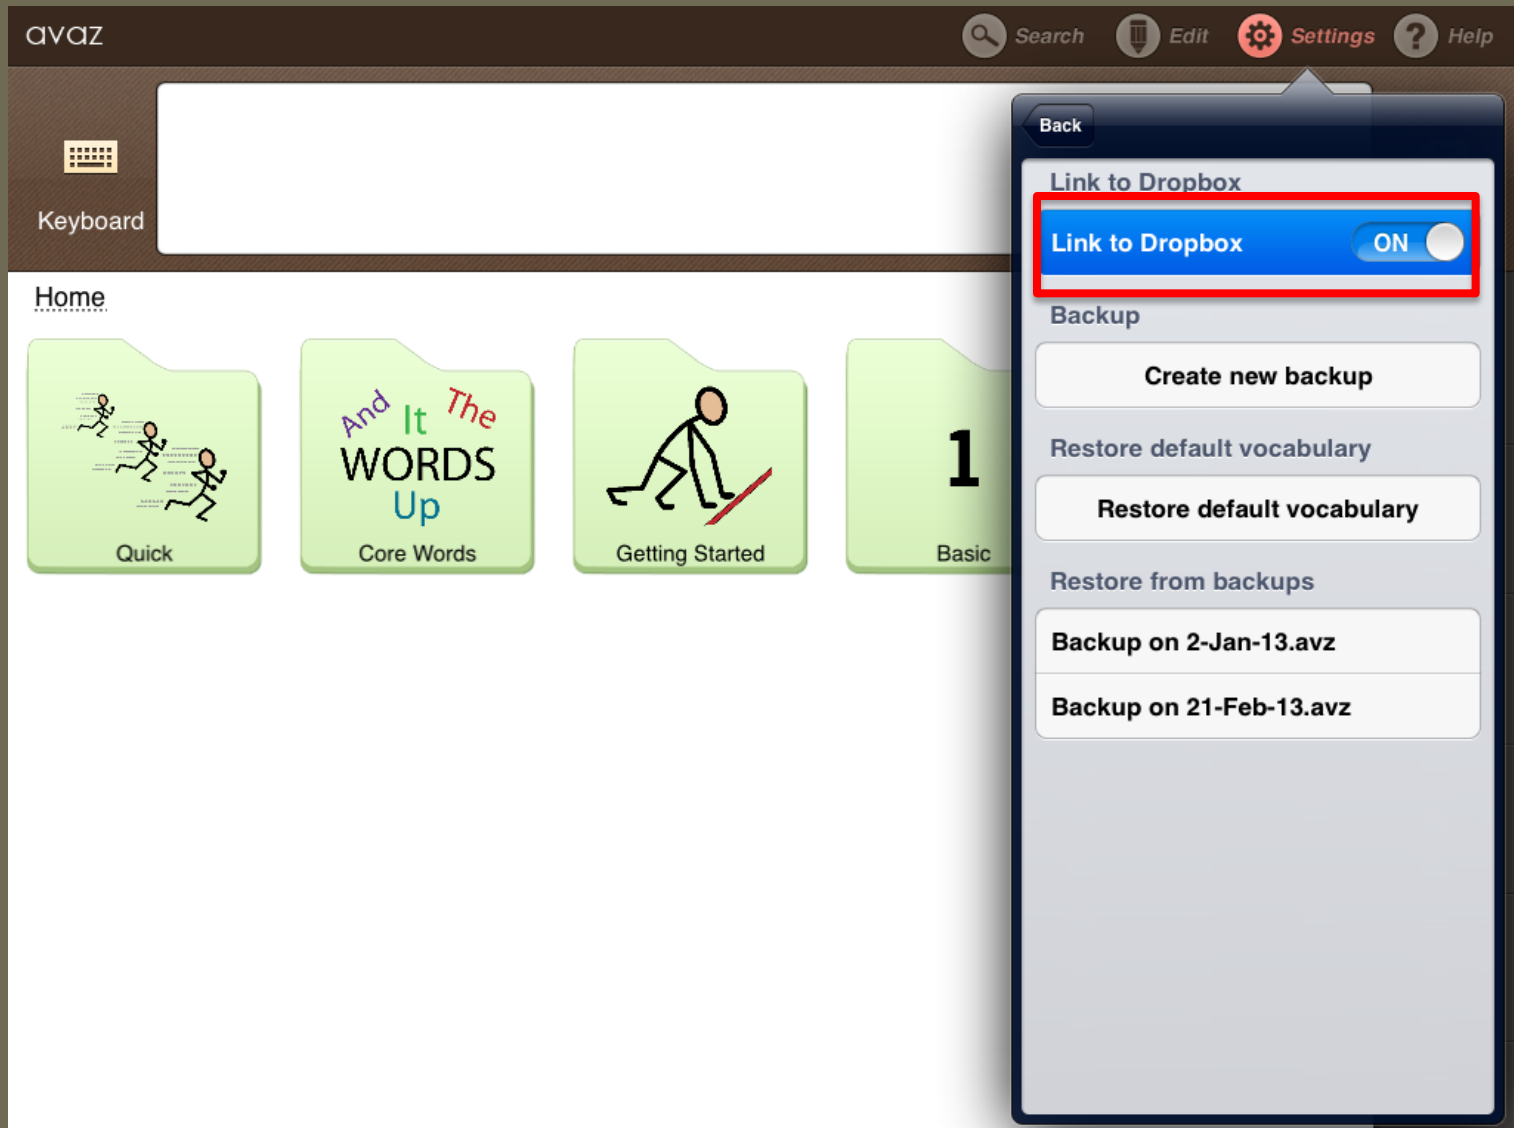 avaz
Search
Edit
Settings
Help
Keyboard
Back
Link to Dropbox
Link to Dropbox
ON
Home
Backup
Create new backup
Restore default vocabulary
Restore default vocabulary
Restore from backups
Backup on 2-Jan-13.avz
Backup on 21-Feb-13.avz
And It The
WORDS
Up
1
Quick
Core Words
Getting Started
Basic